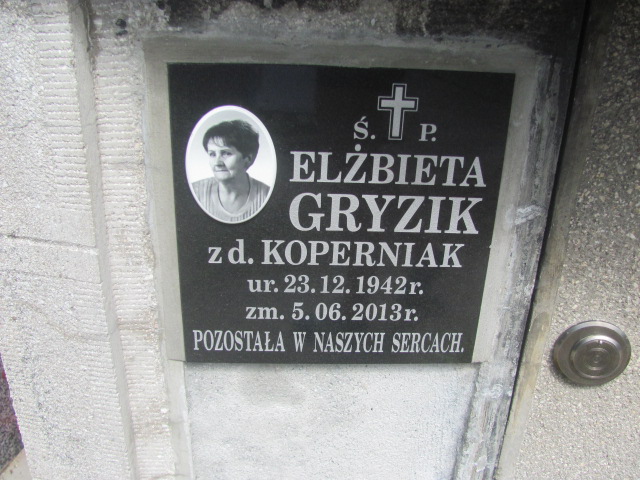 Ś. P.
ELŻBIETA
GRYZIK
z d. KOPERNIAK
ur. 23.12.1942r.
zm. 5.06.2013r.
POZOSTAŁA W NASZYCH SERCACH.